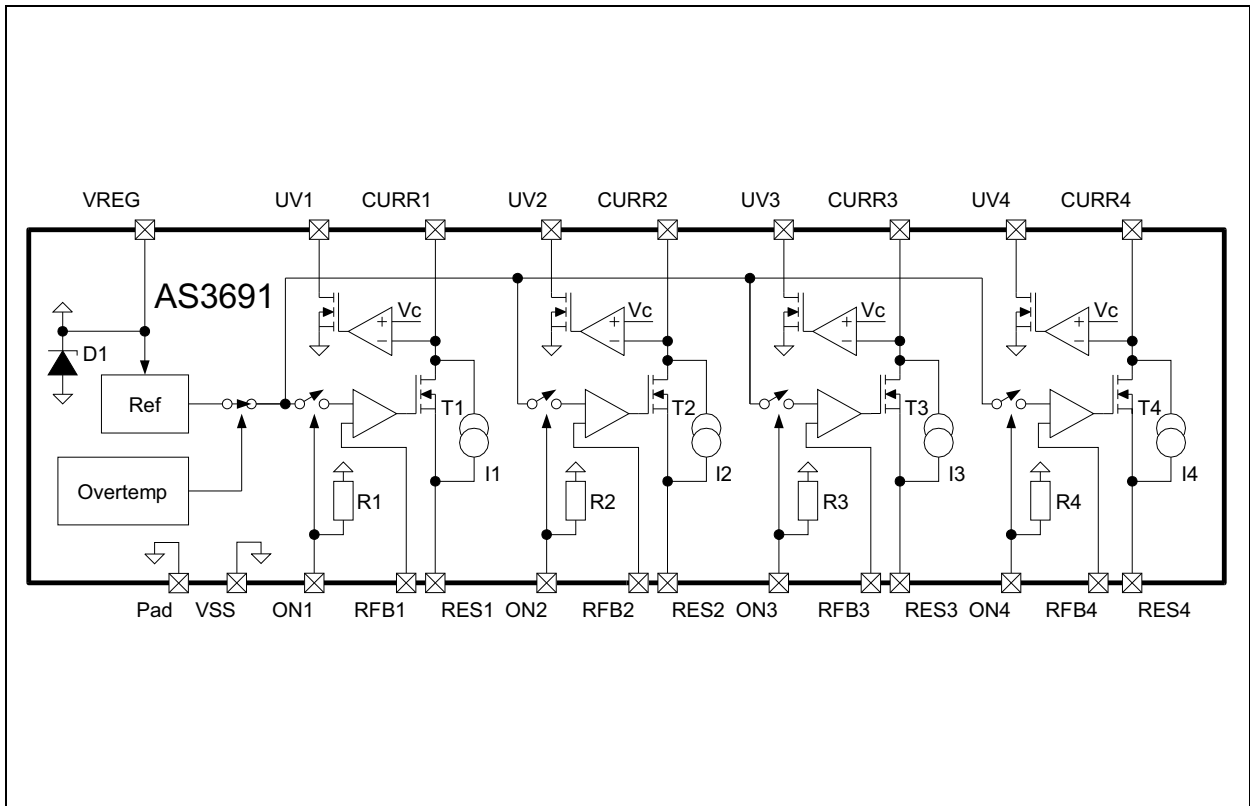 VREG UV1 CURR1 UV2 CURR2 UV3 CURR3 UV4 CURR4
AS3691
Vc Vc Vc Vc
+ + + +
− − − −
D1
Ref
T1 T2 T3 T4
Overtemp
R1 I1 R2 I2 R3 I3 R4 I4
Pad VSS ON1 RFB1 RES1 ON2 RFB2 RES2 ON3 RFB3 RES3 ON4 RFB4 RES4